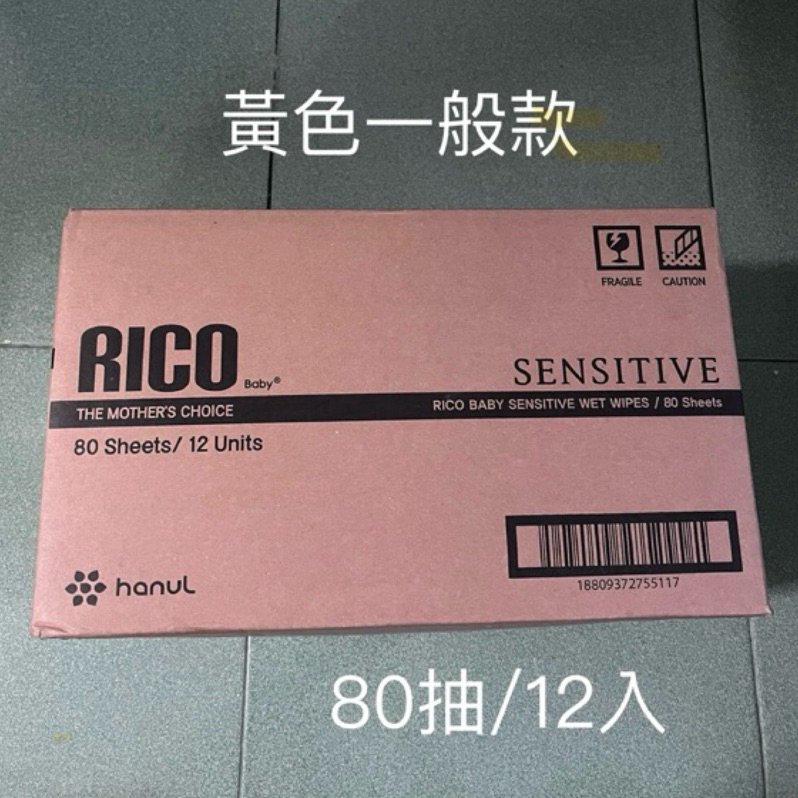 黃色一般款
FRAGILE CAUTION
RICO Baby®
SENSITIVE
THE MOTHER'S CHOICE
RICO BABY SENSITIVE WET WIPES / 80 Sheets
80 Sheets/ 12 Units
hanul
18809372755117
80抽/12入